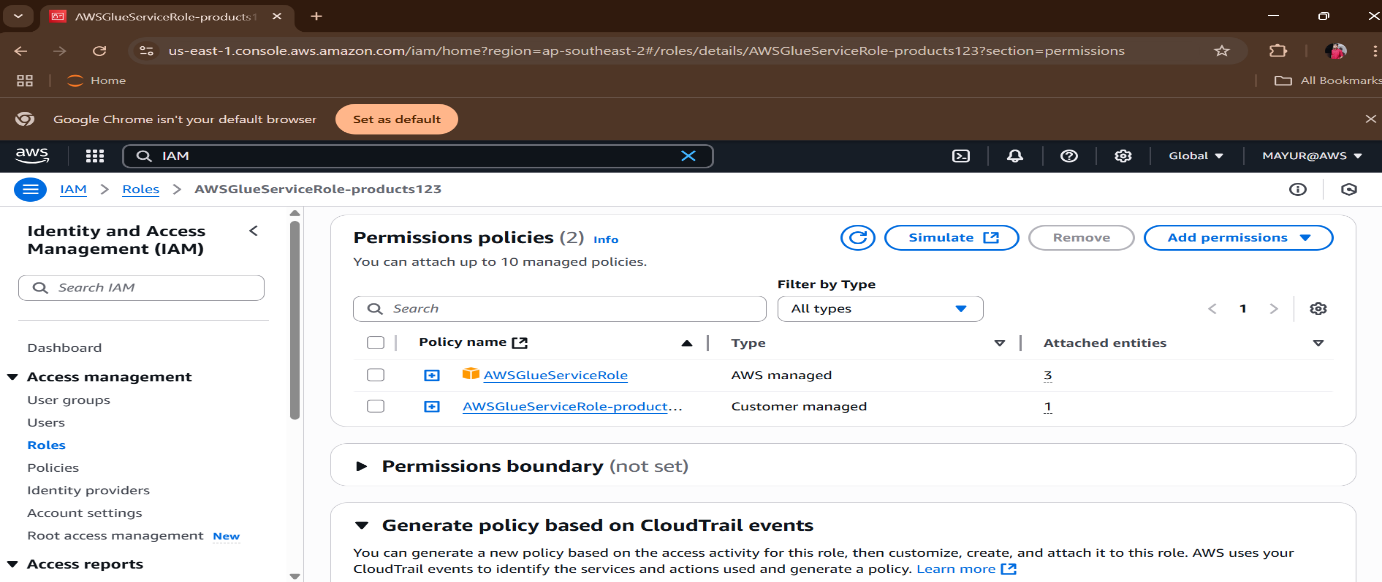 AWSGlueServiceRole-products1
us-east-1.console.aws.amazon.com/iam/home?region=ap-southeast-2#/roles/details/AWSGlueServiceRole-products123?section=permissions
Home
All Bookmarks
Google Chrome isn't your default browser
Set as default
aws
IAM
Global
MAYUR@AWS
IAM > Roles > AWSGlueServiceRole-products123
Identity and Access
Management (IAM)
Search IAM
Dashboard
Access management
User groups
Users
Roles
Policies
Identity providers
Account settings
Root access management New
Access reports
Permissions policies (2) Info
Simulate
Remove
Add permissions
You can attach up to 10 managed policies.
Filter by Type
Search
All types
1
Policy name Type Attached entities
AWSGlueServiceRole AWS managed 3
AWSGlueServiceRole-product... Customer managed 1
Permissions boundary (not set)
Generate policy based on CloudTrail events
You can generate a new policy based on the access activity for this role, then customize, create, and attach it to this role. AWS uses your
CloudTrail events to identify the services and actions used and generate a policy. Learn more